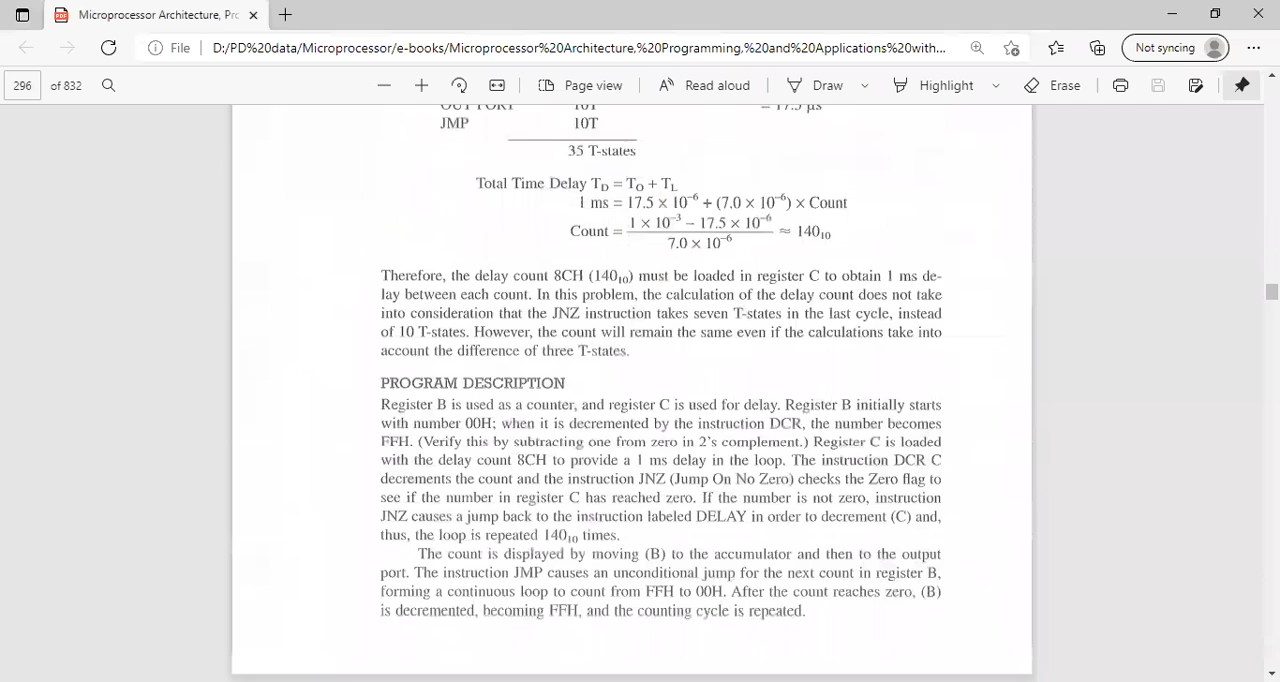 Microprocessor Architecture, Prc
File
D:/PD%20data/Microprocessor/e-books/Microprocessor%20Architecture,%20Programming,%20and%20Applications%20with...
Not syncing
296 of 832
Page view
Read aloud
Draw
Highlight
Erase
OUT PORT 10T = 17.5 µs
JMP 10T
35 T-states
Total Time Delay T_D = T_O + T_L
1 ms = 17.5 × 10⁻⁶ + (7.0 × 10⁻⁶) × Count
Count = (1 × 10⁻³ − 17.5 × 10⁻⁶) / (7.0 × 10⁻⁶) ≈ 140₁₀
Therefore, the delay count 8CH (140₁₀) must be loaded in register C to obtain 1 ms de-
lay between each count. In this problem, the calculation of the delay count does not take
into consideration that the JNZ instruction takes seven T-states in the last cycle, instead
of 10 T-states. However, the count will remain the same even if the calculations take into
account the difference of three T-states.
PROGRAM DESCRIPTION
Register B is used as a counter, and register C is used for delay. Register B initially starts
with number 00H; when it is decremented by the instruction DCR, the number becomes
FFH. (Verify this by subtracting one from zero in 2's complement.) Register C is loaded
with the delay count 8CH to provide a 1 ms delay in the loop. The instruction DCR C
decrements the count and the instruction JNZ (Jump On No Zero) checks the Zero flag to
see if the number in register C has reached zero. If the number is not zero, instruction
JNZ causes a jump back to the instruction labeled DELAY in order to decrement (C) and,
thus, the loop is repeated 140₁₀ times.
The count is displayed by moving (B) to the accumulator and then to the output
port. The instruction JMP causes an unconditional jump for the next count in register B,
forming a continuous loop to count from FFH to 00H. After the count reaches zero, (B)
is decremented, becoming FFH, and the counting cycle is repeated.